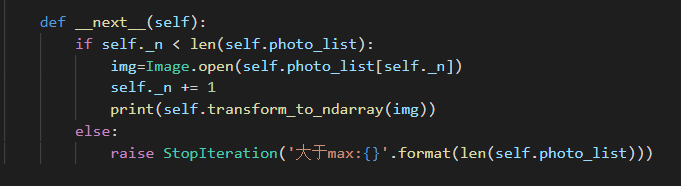 def __next__(self):
    if self._n < len(self.photo_list):
        img=Image.open(self.photo_list[self._n])
        self._n += 1
        print(self.transform_to_ndarray(img))
    else:
        raise StopIteration('大于max:{}'.format(len(self.photo_list)))